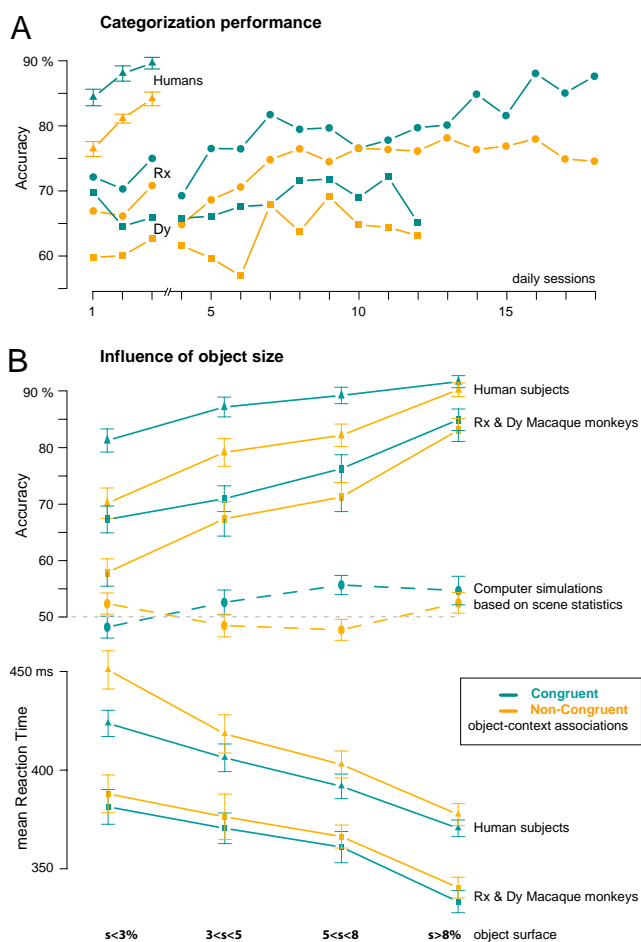 A
Categorization performance
90 %
80
70
60
Accuracy
Humans
Rx
Dy
daily sessions
1
5
10
15
B
Influence of object size
90 %
80
70
60
50
Accuracy
Human subjects
Rx & Dy Macaque monkeys
Computer simulations
based on scene statistics
450 ms
400
350
mean Reaction Time
Congruent
Non-Congruent
object-context associations
Human subjects
Rx & Dy Macaque monkeys
s<3%
3<s<5
5<s<8
s>8%
object surface